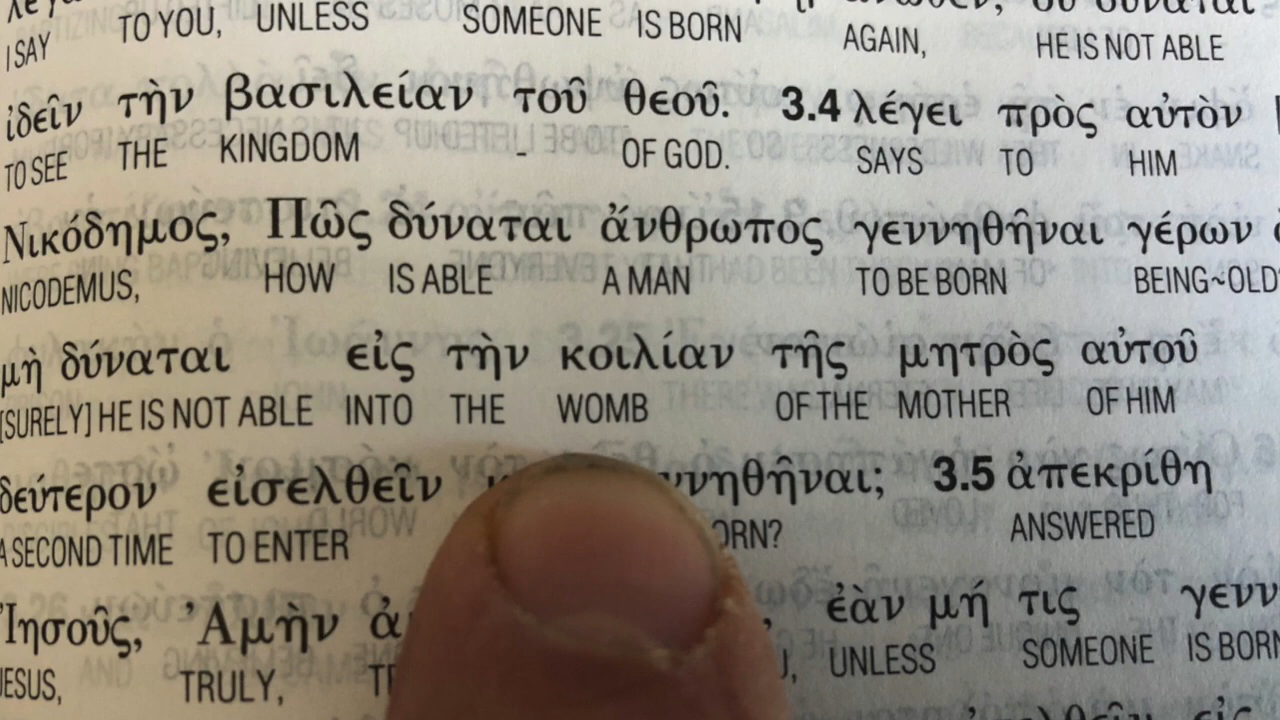 I SAY TO YOU, UNLESS SOMEONE IS BORN AGAIN, HE IS NOT ABLE
ἰδεῖν τὴν βασιλείαν τοῦ θεοῦ. 3.4 λέγει πρὸς αὐτὸν
TO SEE THE KINGDOM - OF GOD. SAYS TO HIM
Νικόδημος, Πῶς δύναται ἄνθρωπος γεννηθῆναι γέρων
NICODEMUS, HOW IS ABLE A MAN TO BE BORN BEING~OLD
μὴ δύναται εἰς τὴν κοιλίαν τῆς μητρὸς αὐτοῦ
[SURELY] HE IS NOT ABLE INTO THE WOMB OF THE MOTHER OF HIM
δεύτερον εἰσελθεῖν ννηθῆναι; 3.5 ἀπεκρίθη
A SECOND TIME TO ENTER ORN? ANSWERED
Ἰησοῦς, Ἀμὴν ἀ ἐὰν μή τις γενν
JESUS, TRULY, UNLESS SOMEONE IS BORN